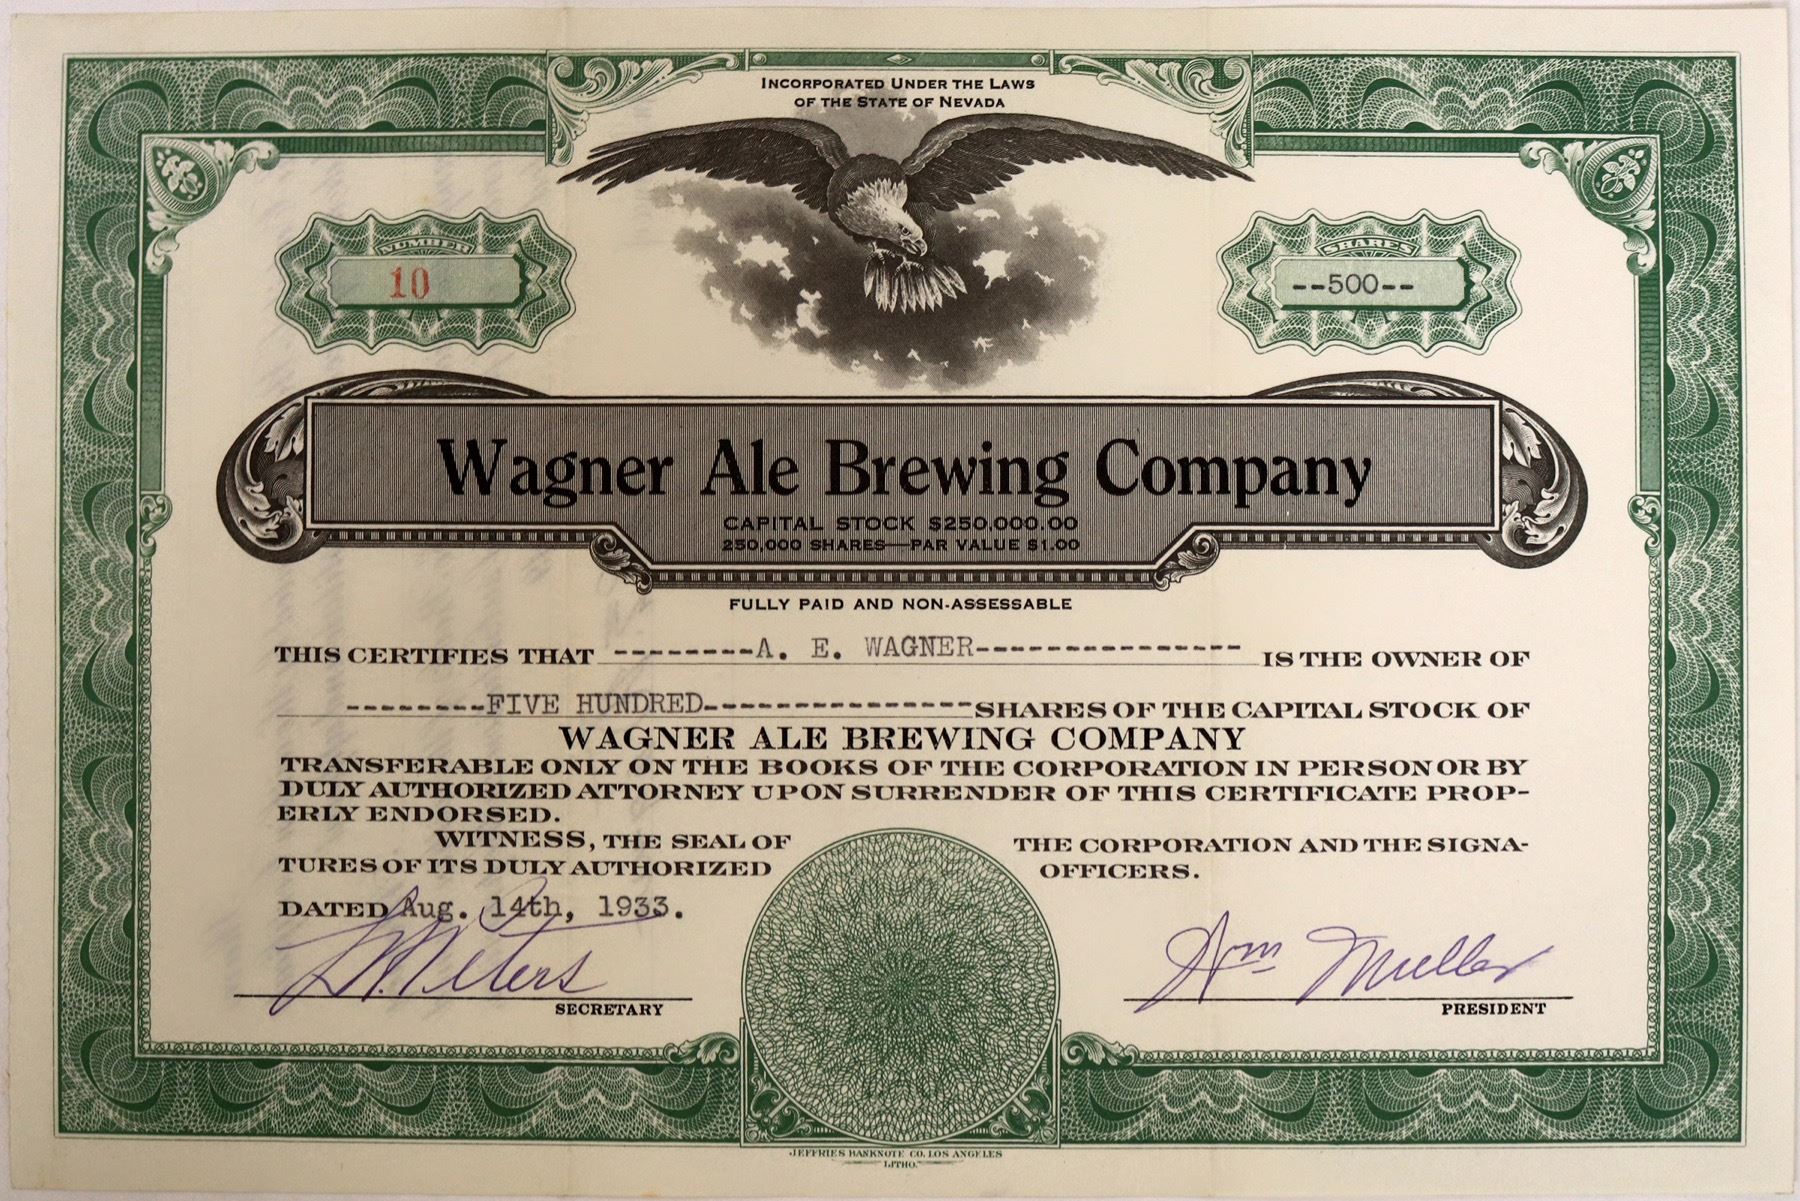 INCORPORATED UNDER THE LAWS
OF THE STATE OF NEVADA
NUMBER
10
SHARES
--500--
Wagner Ale Brewing Company
CAPITAL STOCK $250,000.00
250,000 SHARES—PAR VALUE $1.00
FULLY PAID AND NON-ASSESSABLE
THIS CERTIFIES THAT ---------A. E. WAGNER---------------- IS THE OWNER OF
---------FIVE HUNDRED----------------- SHARES OF THE CAPITAL STOCK OF
WAGNER ALE BREWING COMPANY
TRANSFERABLE ONLY ON THE BOOKS OF THE CORPORATION IN PERSON OR BY
DULY AUTHORIZED ATTORNEY UPON SURRENDER OF THIS CERTIFICATE PROP-
ERLY ENDORSED.
WITNESS, THE SEAL OF THE CORPORATION AND THE SIGNA-
TURES OF ITS DULY AUTHORIZED OFFICERS.
DATED Aug. 14th, 1933.
Peters
Wm Muller
SECRETARY
PRESIDENT
JEFFRIES BANKNOTE CO. LOS ANGELES
LITHO.